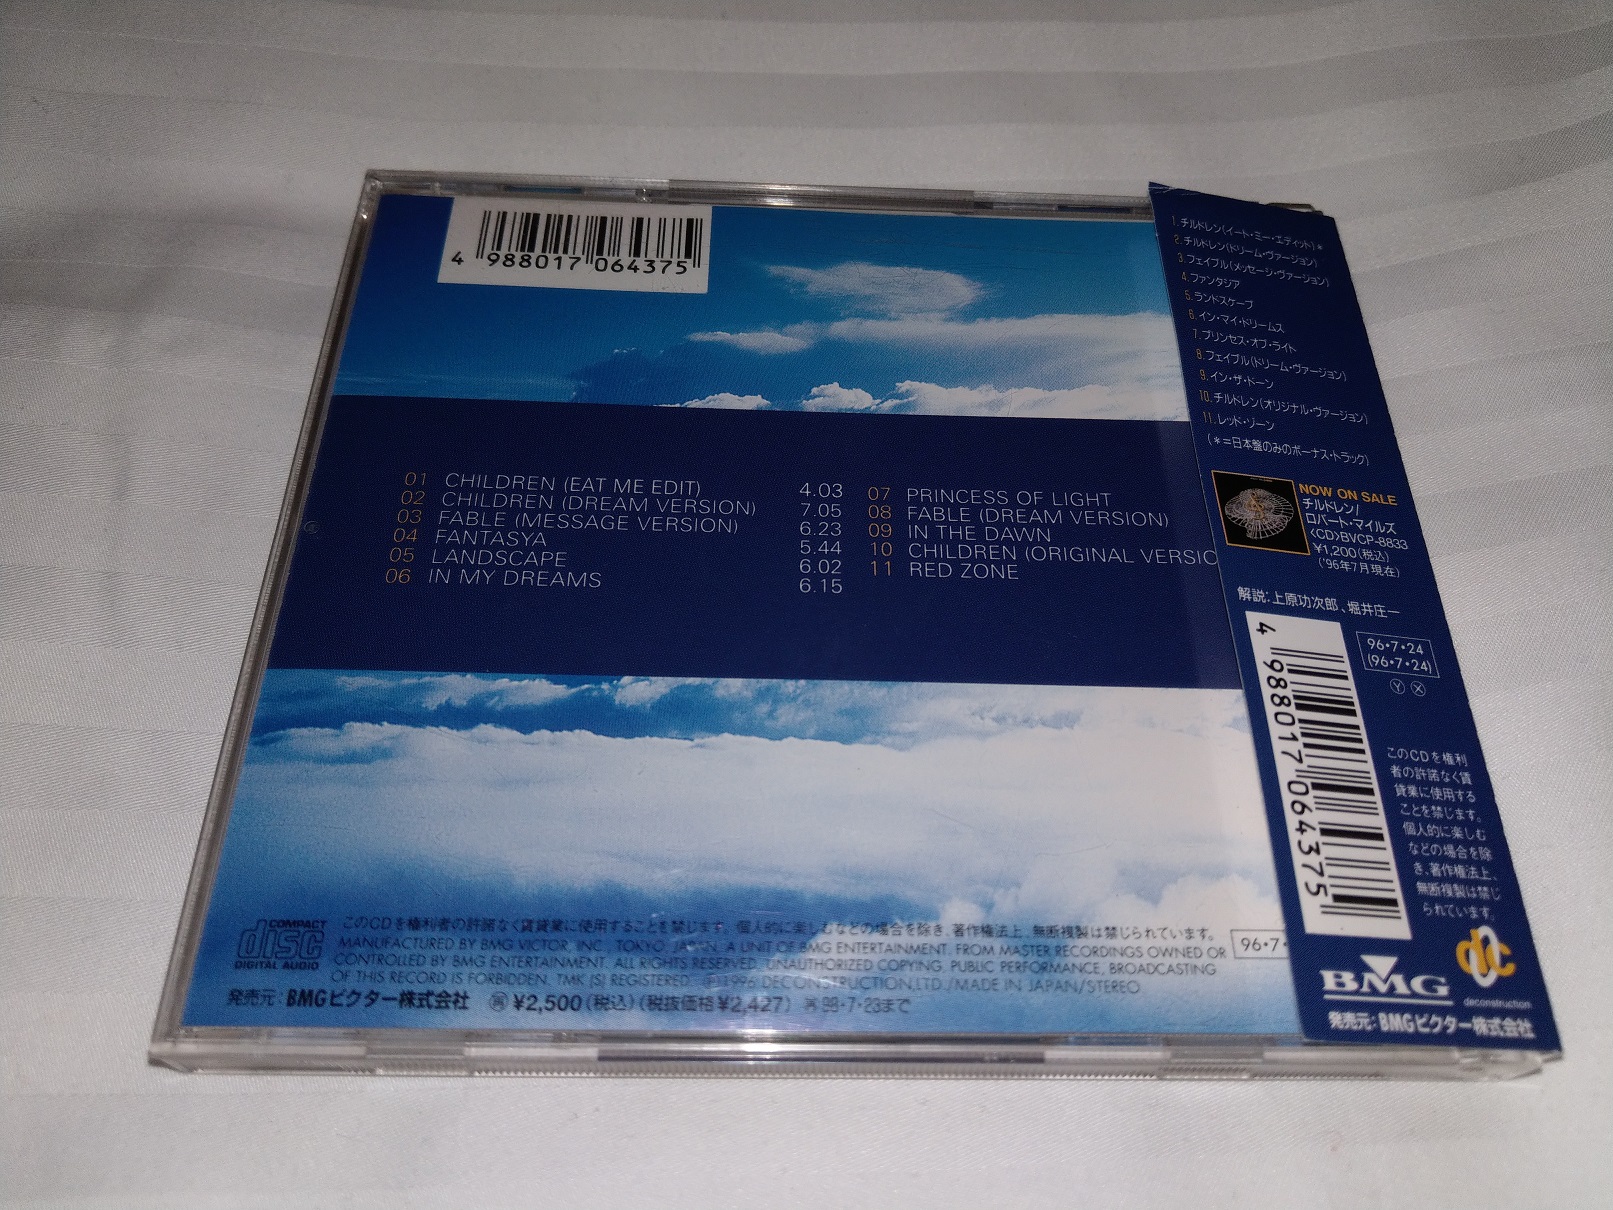 4 988017 064375
01 CHILDREN (EAT ME EDIT) 4.03
02 CHILDREN (DREAM VERSION) 7.05
03 FABLE (MESSAGE VERSION) 6.23
04 FANTASYA 5.44
05 LANDSCAPE 6.02
06 IN MY DREAMS 6.15
07 PRINCESS OF LIGHT
08 FABLE (DREAM VERSION)
09 IN THE DAWN
10 CHILDREN (ORIGINAL VERSIO
11 RED ZONE
COMPACT
disc
DIGITAL AUDIO
このCDを権利者の許諾なく賃貸業に使用することを禁じます。個人的に楽しむなどの場合を除き、著作権法上、無断複製は禁じられています。
MANUFACTURED BY BMG VICTOR, INC., TOKYO, JAPAN. A UNIT OF BMG ENTERTAINMENT. FROM MASTER RECORDINGS OWNED OR
CONTROLLED BY BMG ENTERTAINMENT. ALL RIGHTS RESERVED. UNAUTHORIZED COPYING, PUBLIC PERFORMANCE, BROADCASTING
OF THIS RECORD IS FORBIDDEN. TMK (S) REGISTERED. Ⓟ1996 DECONSTRUCTION,LTD./MADE IN JAPAN/STEREO
発売元:BMGビクター株式会社 ¥2,500(税込)(税抜価格¥2,427) 98・7・23まで
96・7・
1.チルドレン(イート・ミー・エディット)*
2.チルドレン(ドリーム・ヴァージョン)
3.フェイブル(メッセージ・ヴァージョン)
4.ファンタジア
5.ランドスケープ
6.イン・マイ・ドリームス
7.プリンセス・オブ・ライト
8.フェイブル(ドリーム・ヴァージョン)
9.イン・ザ・ドーン
10.チルドレン(オリジナル・ヴァージョン)
11.レッド・ゾーン
(*=日本盤のみのボーナス・トラック)
NOW ON SALE
チルドレン/
ロバート・マイルズ
〈CD〉BVCP-8833
¥1,200(税込)
('96年7月現在)
解説:上原功次郎、堀井庄一
96・7・24
(96・7・24)
Ⓨ Ⓧ
4 988017 064375
このCDを権利
者の許諾なく賃
貸業に使用する
ことを禁じます。
個人的に楽しむ
などの場合を除
き、著作権法上、
無断複製は禁じ
られています。
BMG
dOc
deconstruction
発売元:BMGビクター株式会社